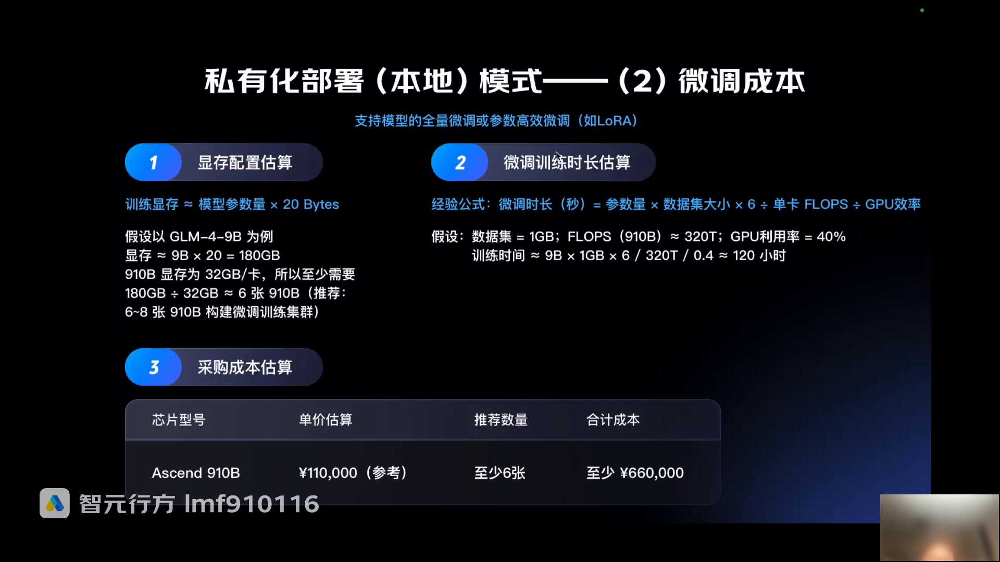 私有化部署（本地）模式——（2）微调成本
支持模型的全量微调或参数高效微调（如LoRA）
1 显存配置估算
训练显存 ≈ 模型参数量 × 20 Bytes
假设以 GLM-4-9B 为例
显存 ≈ 9B × 20 = 180GB
910B 显存为 32GB/卡，所以至少需要
180GB ÷ 32GB ≈ 6 张 910B（推荐：
6~8 张 910B 构建微调训练集群）
2 微调训练时长估算
经验公式：微调时长（秒）= 参数量 × 数据集大小 × 6 ÷ 单卡 FLOPS ÷ GPU效率
假设：数据集 = 1GB；FLOPS（910B）≈ 320T；GPU利用率 = 40%
训练时间 ≈ 9B × 1GB × 6 / 320T / 0.4 ≈ 120 小时
3 采购成本估算
芯片型号 单价估算 推荐数量 合计成本
Ascend 910B ¥110,000（参考） 至少6张 至少 ¥660,000
智元行方 lmf910116